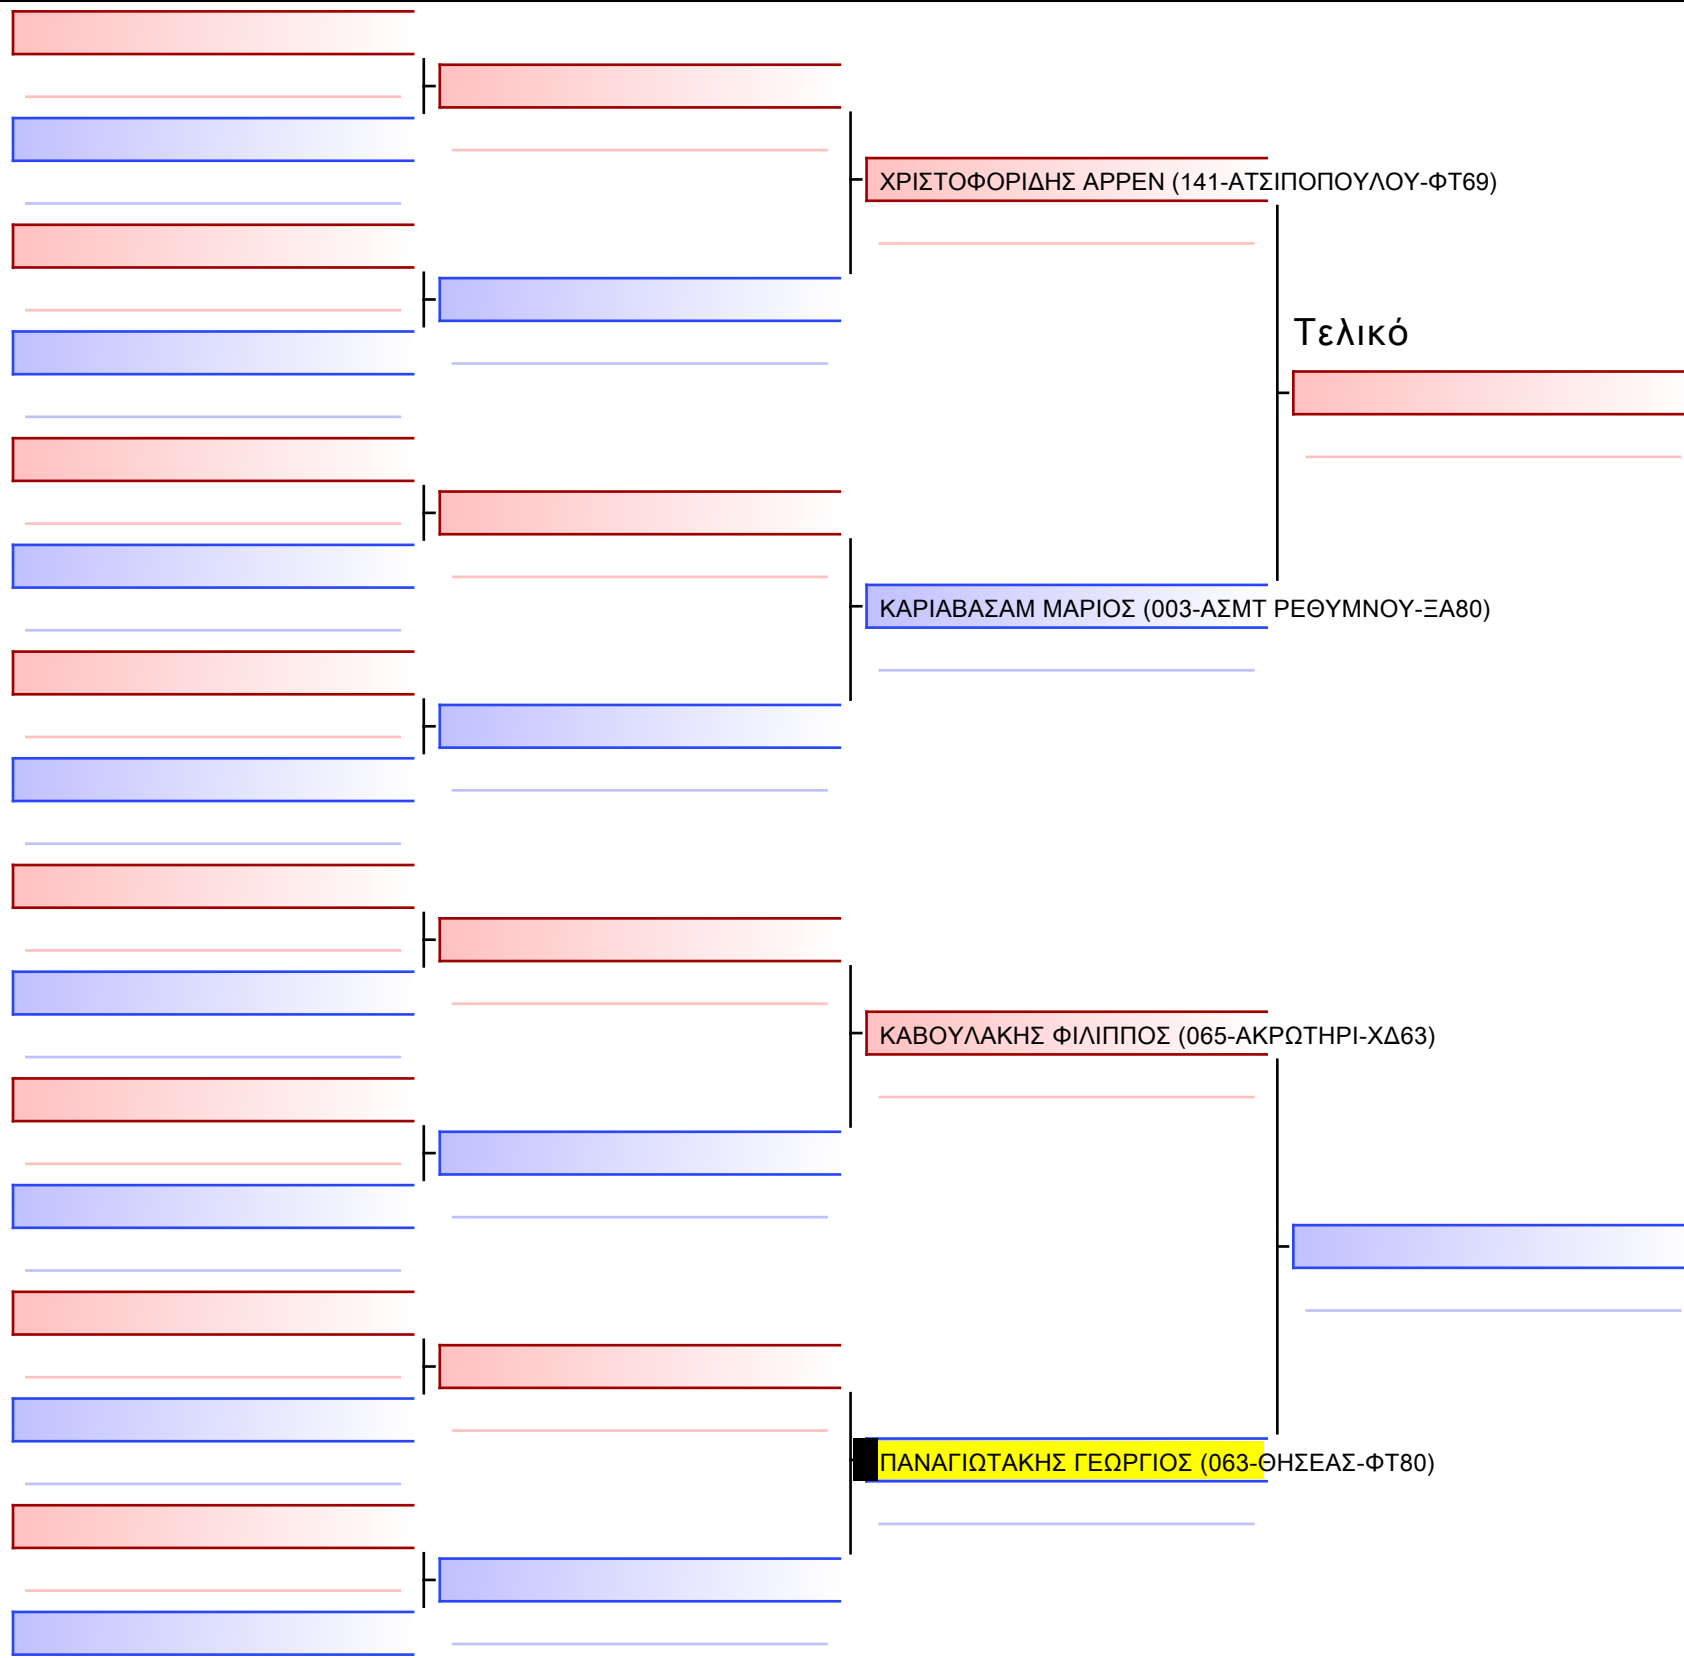 ΧΡΙΣΤΟΦΟΡΙΔΗΣ ΑΡΡΕΝ (141-ΑΤΣΙΠΟΠΟΥΛΟΥ-ΦΤ69)
Τελικό
ΚΑΡΙΑΒΑΣΑΜ ΜΑΡΙΟΣ (003-ΑΣΜΤ ΡΕΘΥΜΝΟΥ-ΞΑ80)
ΚΑΒΟΥΛΑΚΗΣ ΦΙΛΙΠΠΟΣ (065-ΑΚΡΩΤΗΡΙ-ΧΔ63)
ΠΑΝΑΓΙΩΤΑΚΗΣ ΓΕΩΡΓΙΟΣ (063-ΘΗΣΕΑΣ-ΦΤ80)